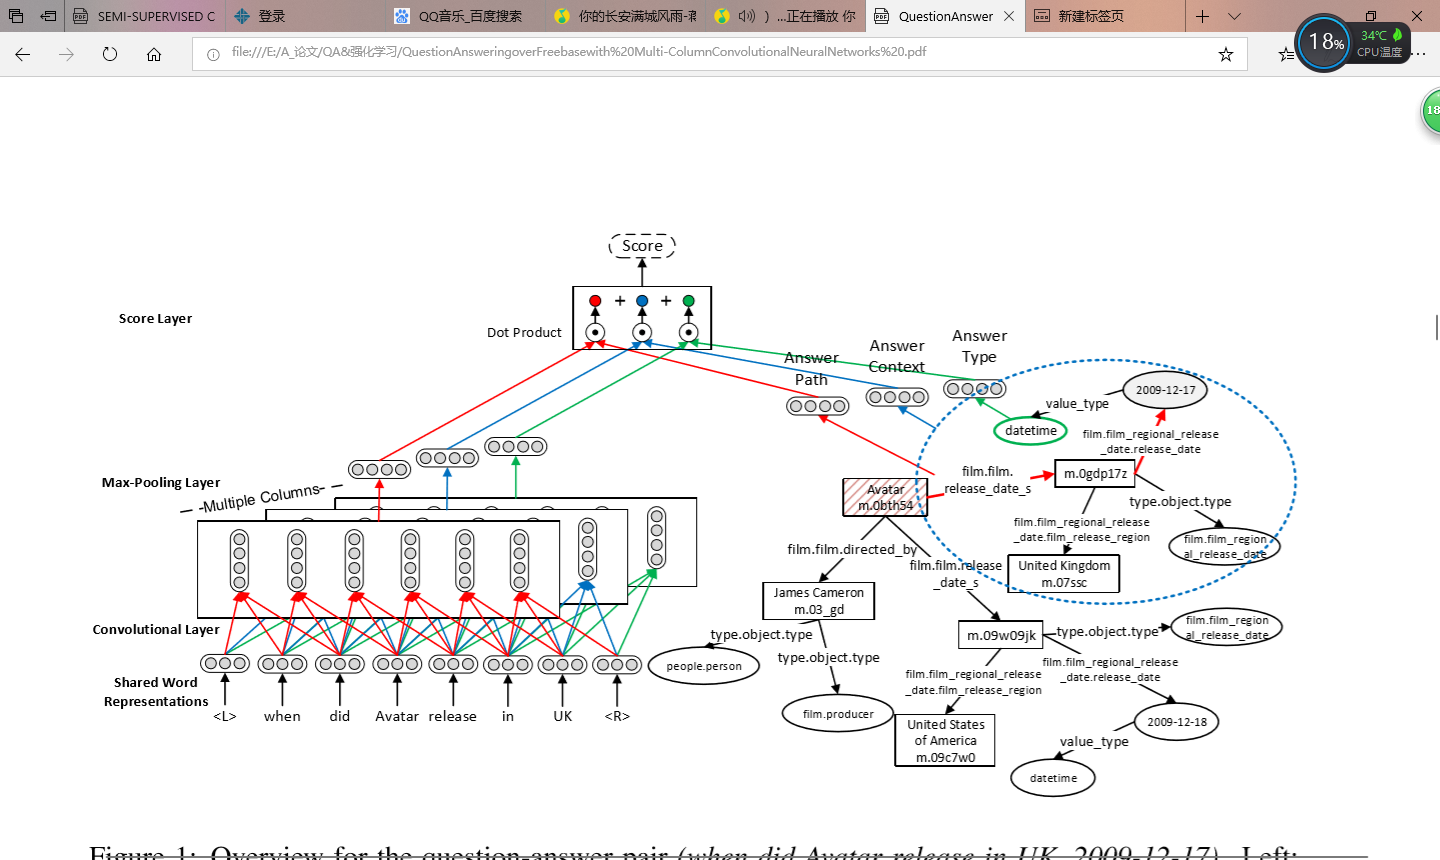 SEMI-SUPERVISED C
登录
QQ音乐_百度搜索
你的长安满城风雨-
)...正在播放 你
QuestionAnswer
新建标签页
file:///E:/A_论文/QA&强化学习/QuestionAnsweringoverFreebasewith%20Multi-ColumnConvolutionalNeuralNetworks%20.pdf
18%
34℃
CPU温度
18
Score
Score Layer
Dot Product
+ +
Answer
Path
Answer
Context
Answer
Type
2009-12-17
value_type
datetime
film.film_regional_release
_date.release_date
film.film.
release_date_s
m.0gdp17z
type.object.type
Avatar
m.0bth54
film.film_regional_release
_date.film_release_region
film.film_region
al_release_date
United Kingdom
m.07ssc
film.film.directed_by
film.film.release
_date_s
James Cameron
m.03_gd
type.object.type
people.person
type.object.type
film.producer
m.09w09jk
type.object.type
film.film_region
al_release_date
film.film_regional_release
_date.film_release_region
film.film_regional_release
_date.release_date
United States
of America
m.09c7w0
2009-12-18
value_type
datetime
Max-Pooling Layer
Multiple Columns
Convolutional Layer
Shared Word
Representations
<L> when did Avatar release in UK <R>
Figure 1: Overview for the question-answer pair (when did Avatar release in UK, 2009-12-17). Left: